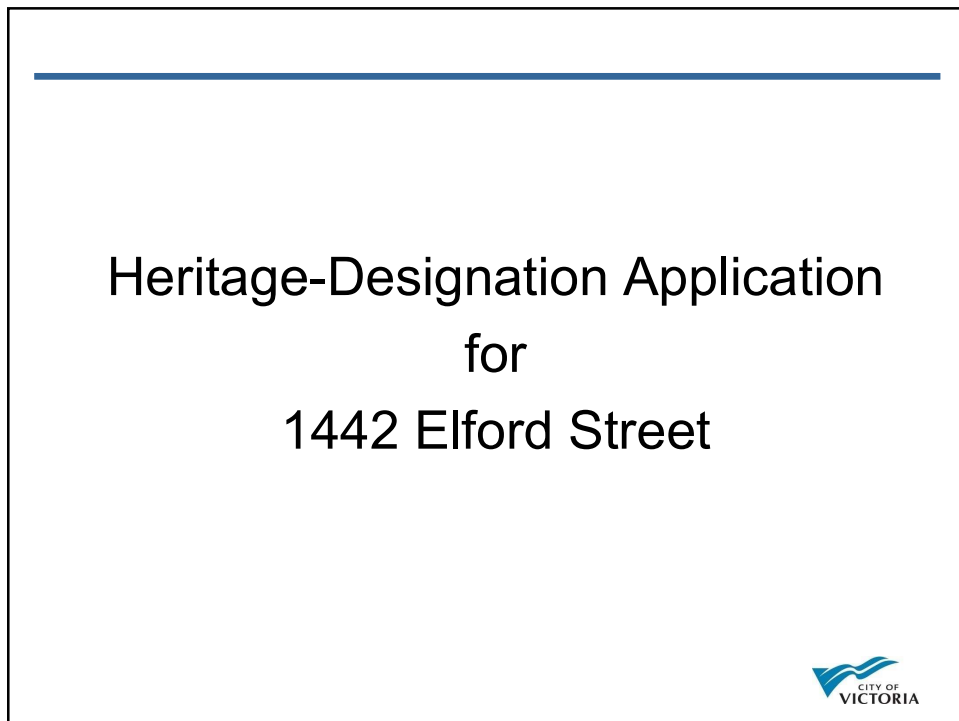 Heritage-Designation Application
for
1442 Elford Street
CITY OF
VICTORIA